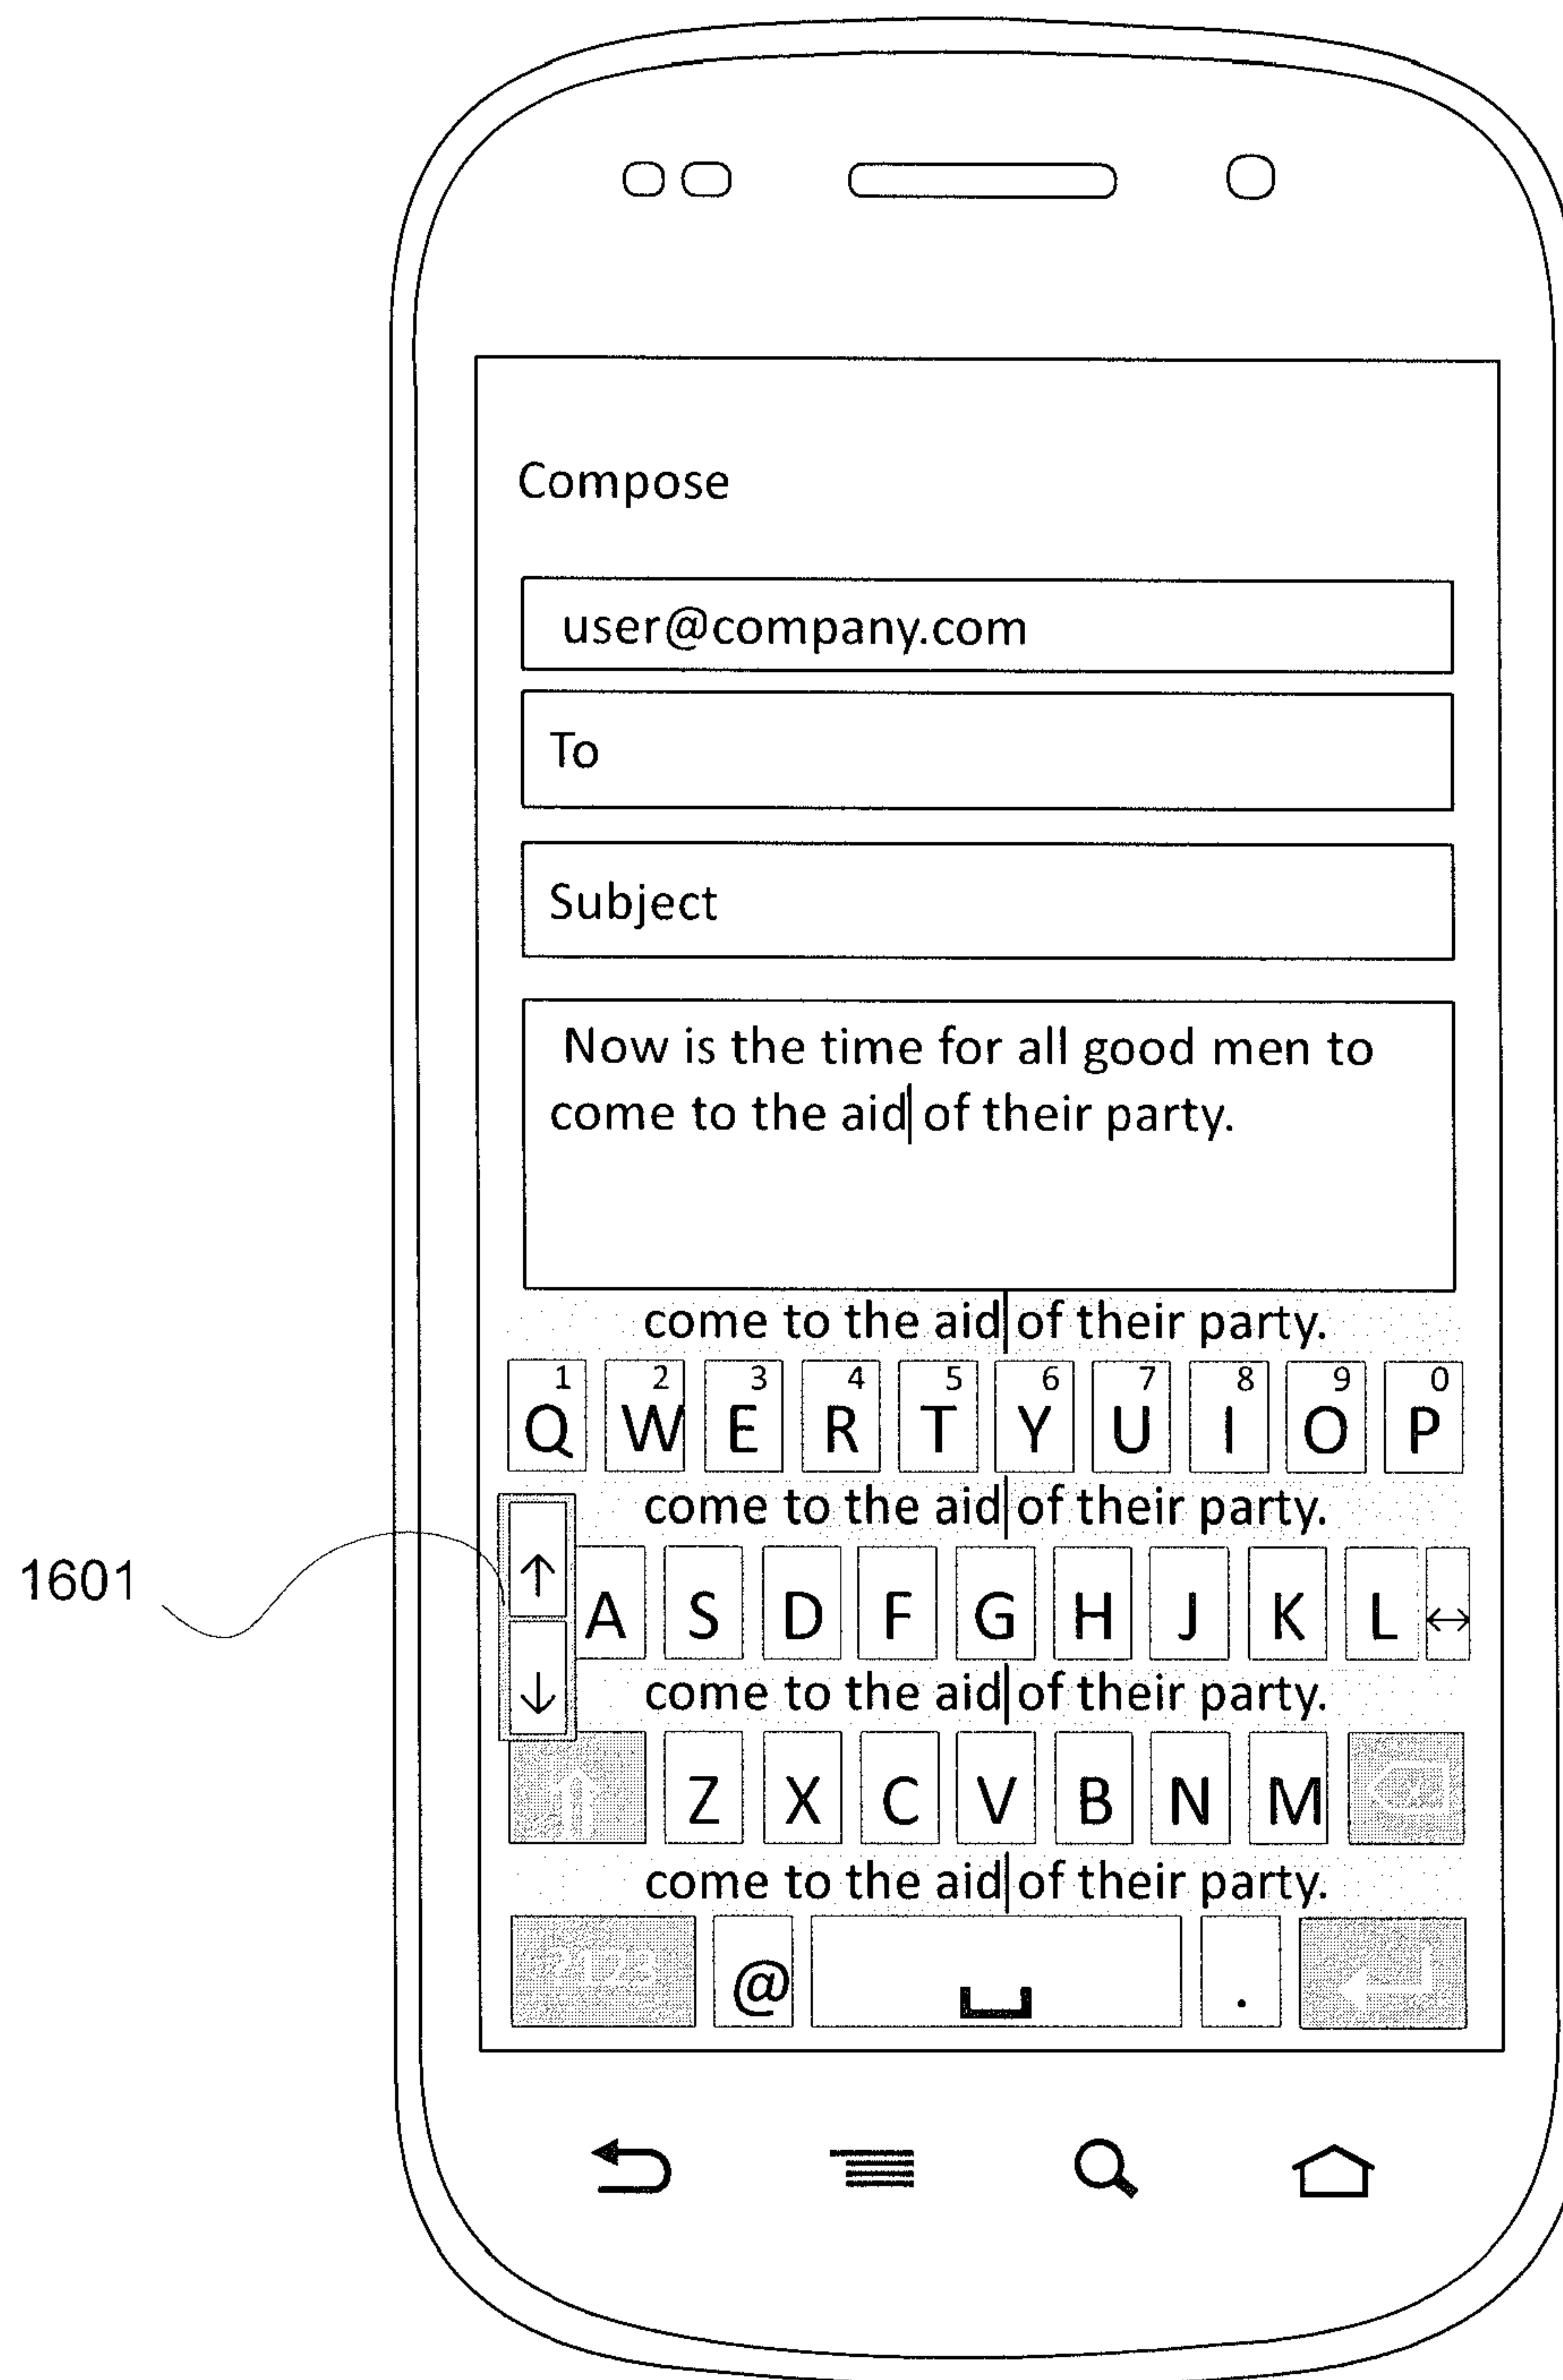 Compose
user@company.com
To
Subject
Now is the time for all good men to
come to the aid| of their party.
come to the aid| of their party.
1 2 3 4 5 6 7 8 9 0
Q W E R T Y U I O P
come to the aid| of their party.
1601
↑ A S D F G H J K L ↔
↓
come to the aid| of their party.
Z X C V B N M
come to the aid| of their party.
?123 @ .